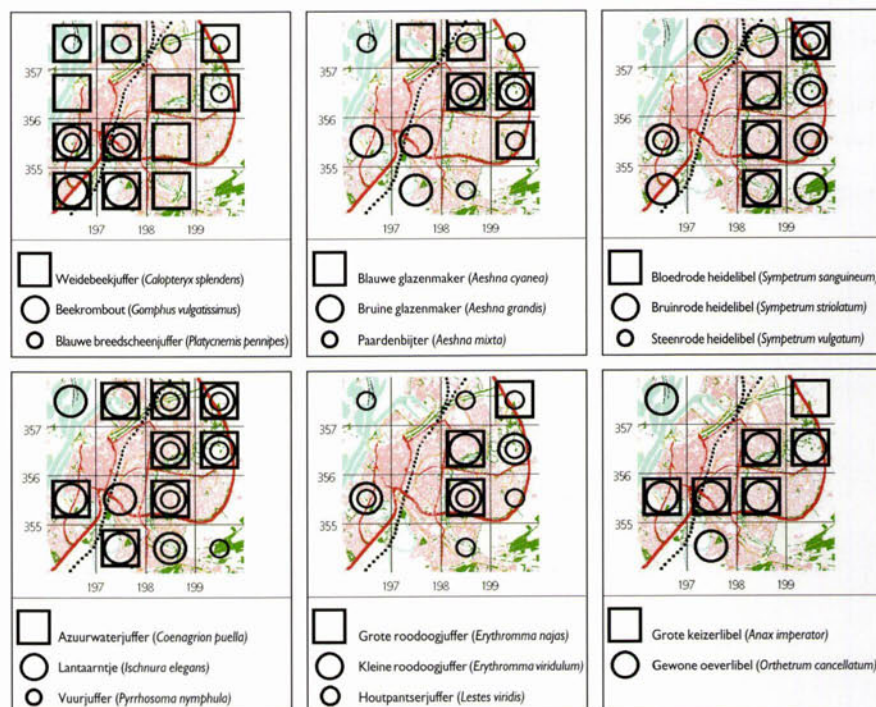 357
356
355
197 198 199
Weidebeekjuffer (Calopteryx splendens)
Beekrombout (Gomphus vulgatissimus)
Blauwe breedscheenjuffer (Platycnemis pennipes)
357
356
355
197 198 199
Blauwe glazenmaker (Aeshna cyanea)
Bruine glazenmaker (Aeshna grandis)
Paardenbijter (Aeshna mixta)
357
356
355
197 198 199
Bloedrode heidelibel (Sympetrum sanguineum)
Bruinrode heidelibel (Sympetrum striolatum)
Steenrode heidelibel (Sympetrum vulgatum)
357
356
355
197 198 199
Azuurwaterjuffer (Coenagrion puella)
Lantaarntje (Ischnura elegans)
Vuurjuffer (Pyrrhosoma nymphula)
357
356
355
197 198 199
Grote roodoogjuffer (Erythromma najas)
Kleine roodoogjuffer (Erythromma viridulum)
Houtpantserjuffer (Lestes viridis)
357
356
355
197 198 199
Grote keizerlibel (Anax imperator)
Gewone oeverlibel (Orthetrum cancellatum)